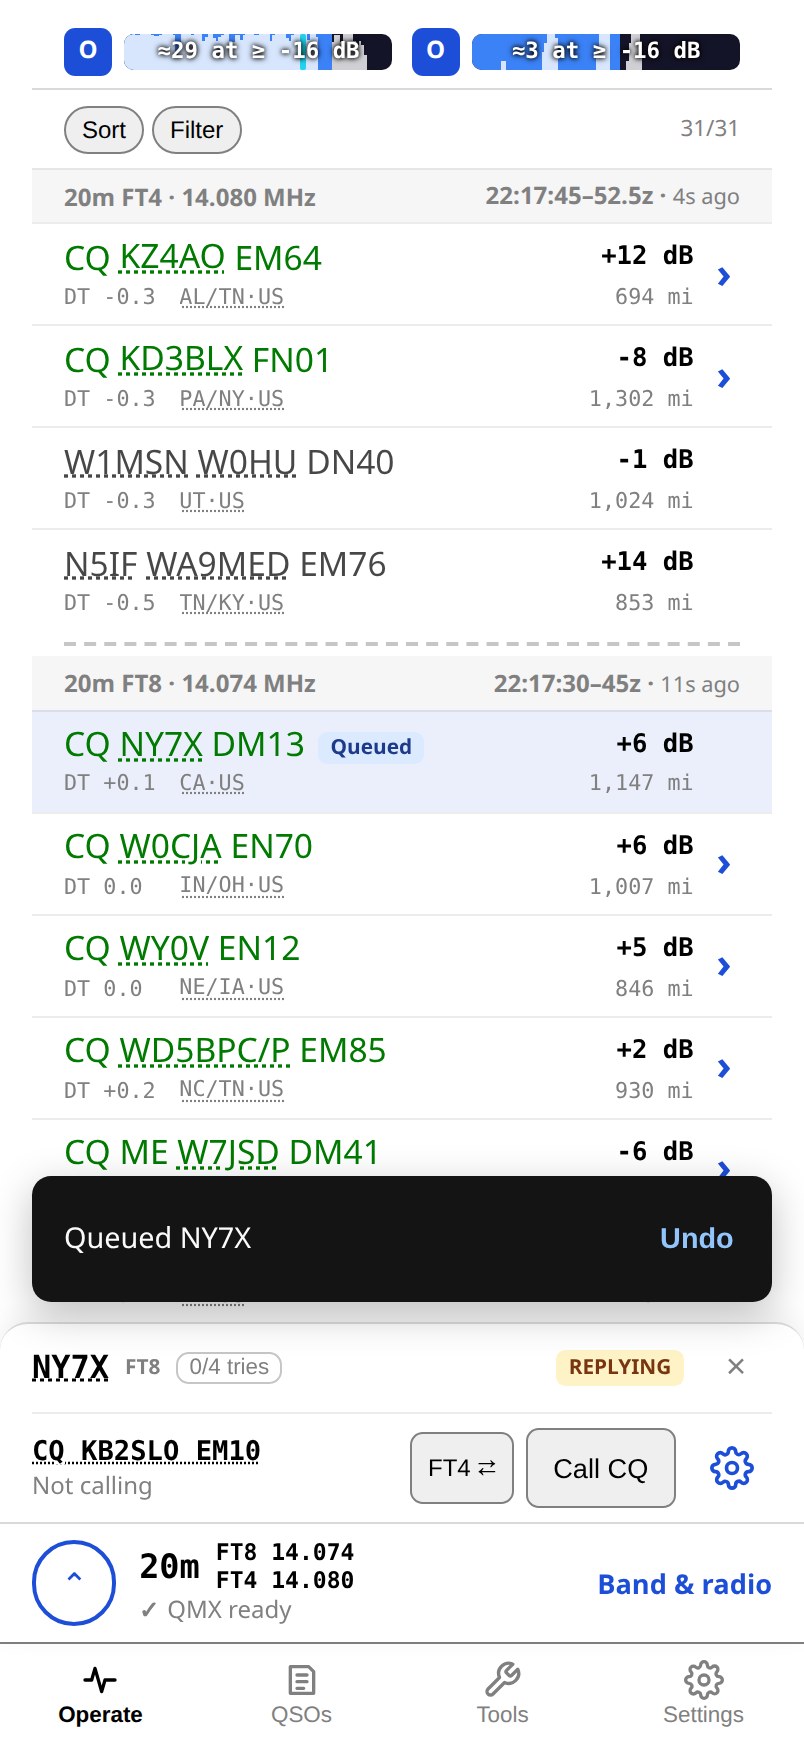 O ≈29 at ≥ -16 dB O ≈3 at ≥ -16 dB
Sort Filter 31/31
20m FT4 · 14.080 MHz 22:17:45–52.5z · 4s ago
CQ KZ4AO EM64 +12 dB
DT -0.3 AL/TN·US 694 mi
CQ KD3BLX FN01 -8 dB
DT -0.3 PA/NY·US 1,302 mi
W1MSN W0HU DN40 -1 dB
DT -0.3 UT·US 1,024 mi
N5IF WA9MED EM76 +14 dB
DT -0.5 TN/KY·US 853 mi
20m FT8 · 14.074 MHz 22:17:30–45z · 11s ago
CQ NY7X DM13 Queued +6 dB
DT +0.1 CA·US 1,147 mi
CQ W0CJA EN70 +6 dB
DT 0.0 IN/OH·US 1,007 mi
CQ WY0V EN12 +5 dB
DT 0.0 NE/IA·US 846 mi
CQ WD5BPC/P EM85 +2 dB
DT +0.2 NC/TN·US 930 mi
CQ ME W7JSD DM41 -6 dB
Queued NY7X Undo
NY7X FT8 0/4 tries REPLYING ×
CQ KB2SLO EM10
Not calling
FT4 ⇄ Call CQ
20m FT8 14.074
FT4 14.080
✓ QMX ready
Band & radio
Operate QSOs Tools Settings